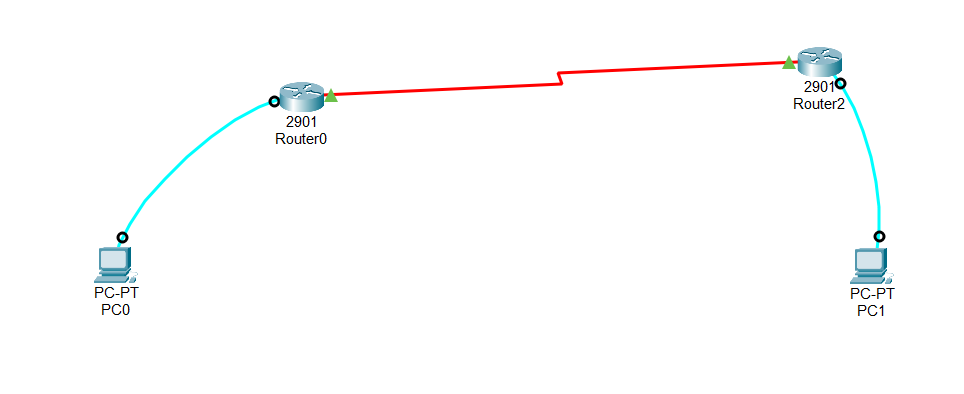 2901
Router0
2901
Router2
PC-PT
PC0
PC-PT
PC1